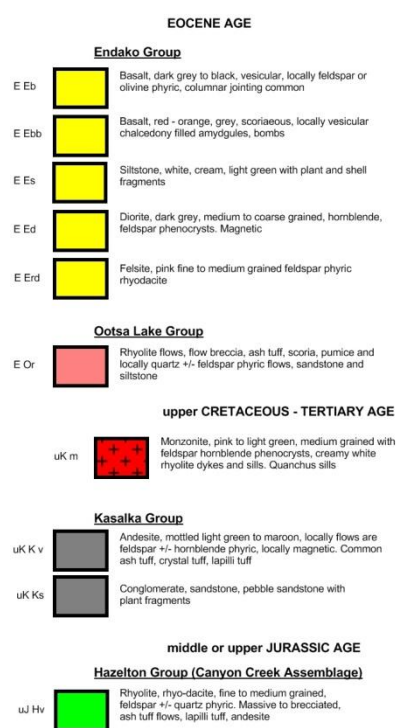 EOCENE AGE
Endako Group
E Eb
Basalt, dark grey to black, vesicular, locally feldspar or
olivine phyric, columnar jointing common
E Ebb
Basalt, red - orange, grey, scoriaeous, locally vesicular
chalcedony filled amydgules, bombs
E Es
Siltstone, white, cream, light green with plant and shell
fragments
E Ed
Diorite, dark grey, medium to coarse grained, hornblende,
feldspar phenocrysts. Magnetic
E Erd
Felsite, pink fine to medium grained feldspar phyric
rhyodacite
Ootsa Lake Group
E Or
Rhyolite flows, flow breccia, ash tuff, scoria, pumice and
locally quartz +/- feldspar phyric flows, sandstone and
siltstone
upper CRETACEOUS - TERTIARY AGE
uK m
Monzonite, pink to light green, medium grained with
feldspar hornblende phenocrysts, creamy white
rhyolite dykes and sills. Quanchus sills
Kasalka Group
uK K v
Andesite, mottled light green to maroon, locally flows are
feldspar +/- hornblende phyric, locally magnetic. Common
ash tuff, crystal tuff, lapilli tuff
uK Ks
Conglomerate, sandstone, pebble sandstone with
plant fragments
middle or upper JURASSIC AGE
Hazelton Group (Canyon Creek Assemblage)
uJ Hv
Rhyolite, rhyo-dacite, fine to medium grained,
feldspar +/- quartz phyric. Massive to brecciated,
ash tuff flows, lapilli tuff, andesite